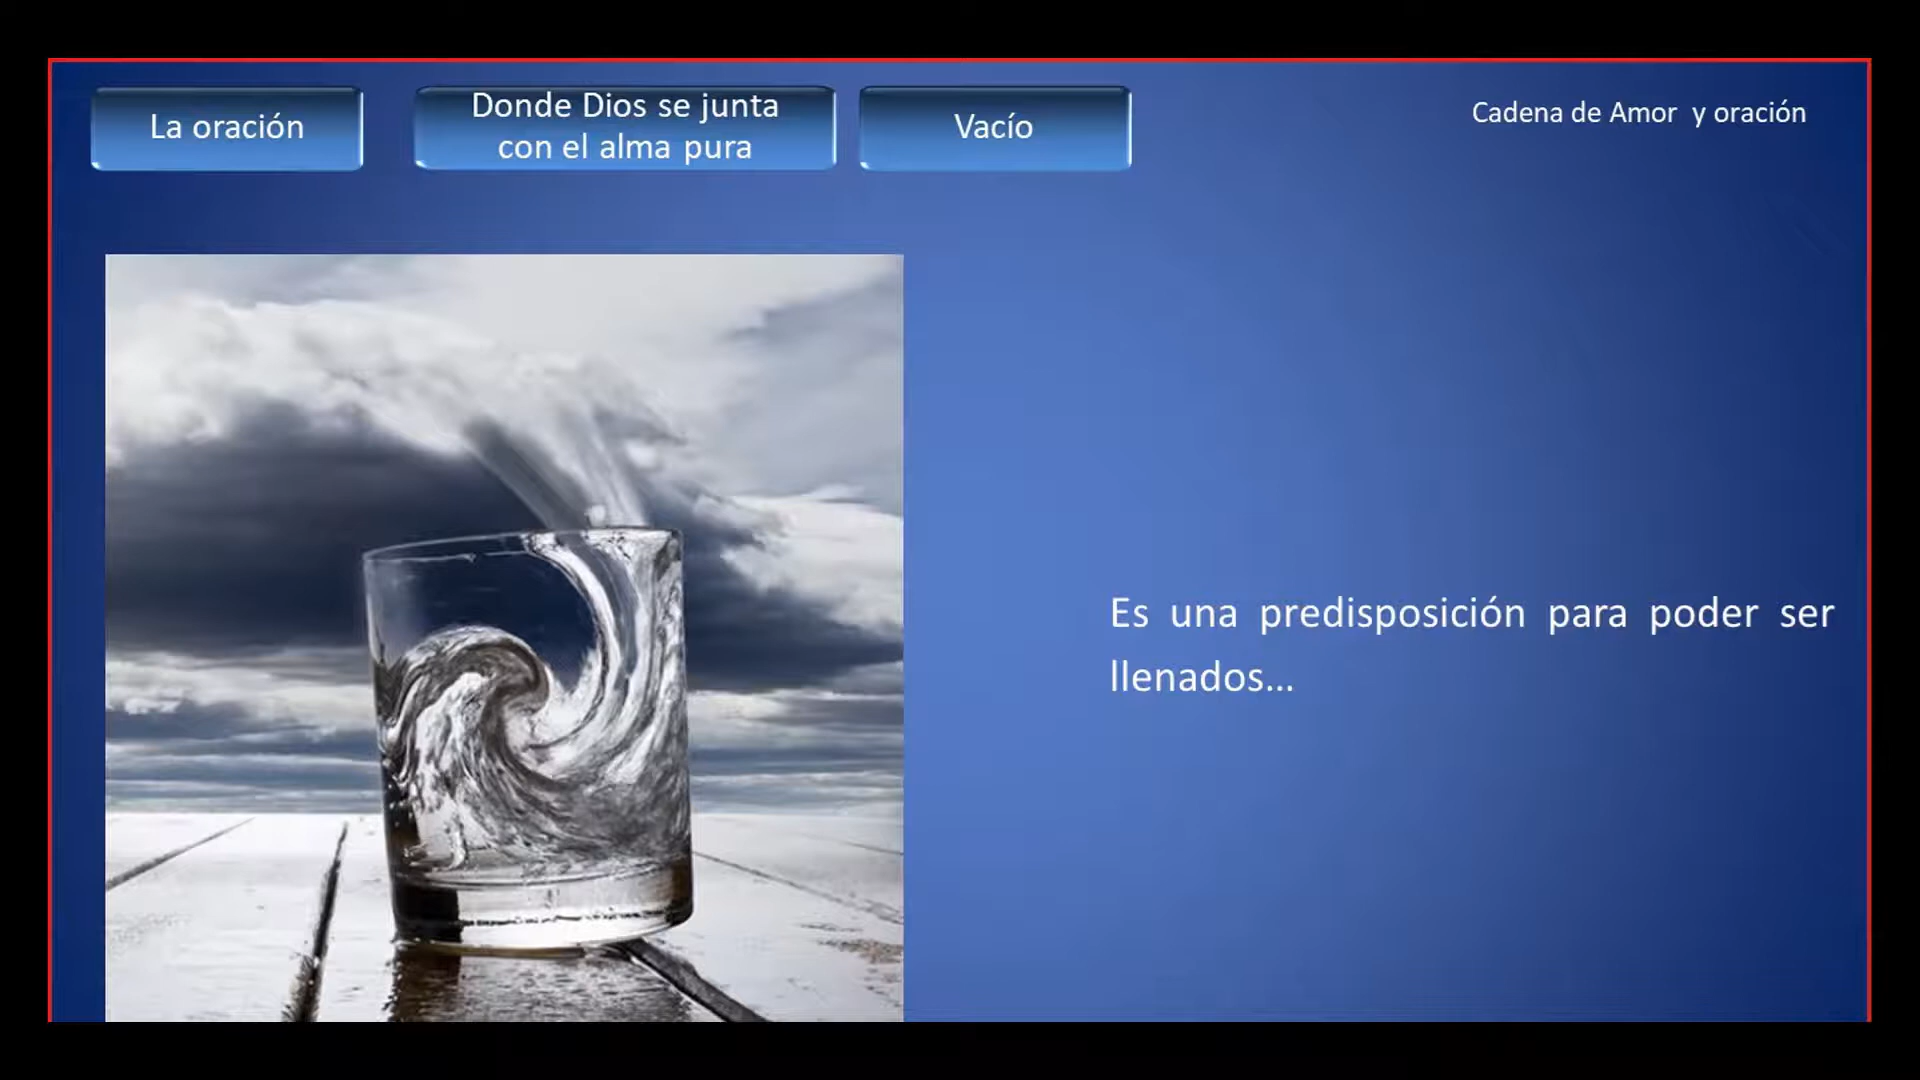 La oración
Donde Dios se junta
con el alma pura
Vacío
Cadena de Amor y oración
Es una predisposición para poder ser
llenados...